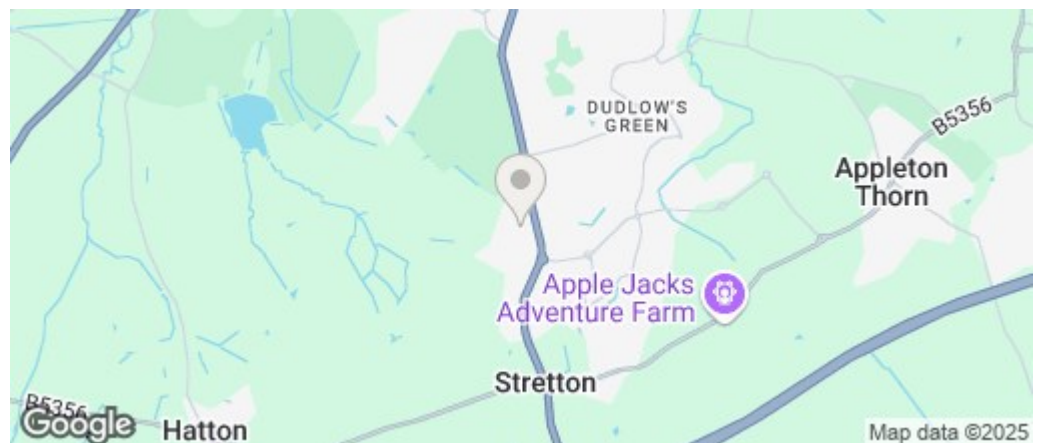 DUDLOW'S
GREEN
B5356
Appleton
Thorn
Apple Jacks
Adventure Farm
Stretton
B5356
Hatton
Google
Map data ©2025